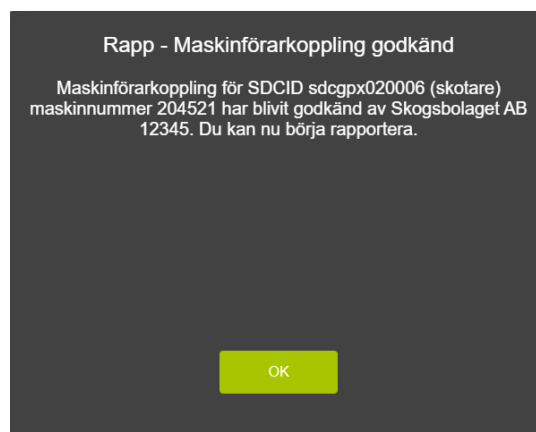 Rapp - Maskinförarkoppling godkänd
Maskinförarkoppling för SDCID sdcgpx020006 (skotare)
maskinnummer 204521 har blivit godkänd av Skogsbolaget AB
12345. Du kan nu börja rapportera.
OK